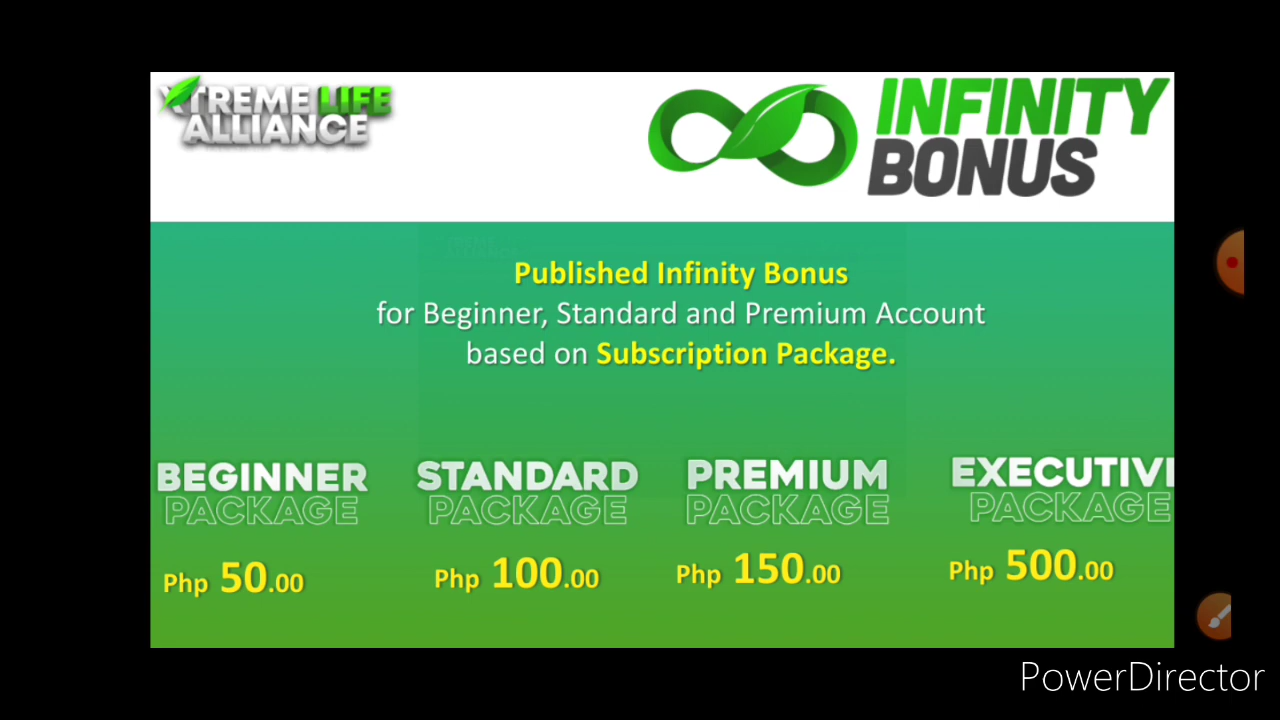 XTREME LIFE
ALLIANCE
INFINITY
BONUS
Published Infinity Bonus
for Beginner, Standard and Premium Account
based on Subscription Package.
BEGINNER
PACKAGE
Php 50.00
STANDARD
PACKAGE
Php 100.00
PREMIUM
PACKAGE
Php 150.00
EXECUTIV
PACKAGE
Php 500.00
PowerDirector